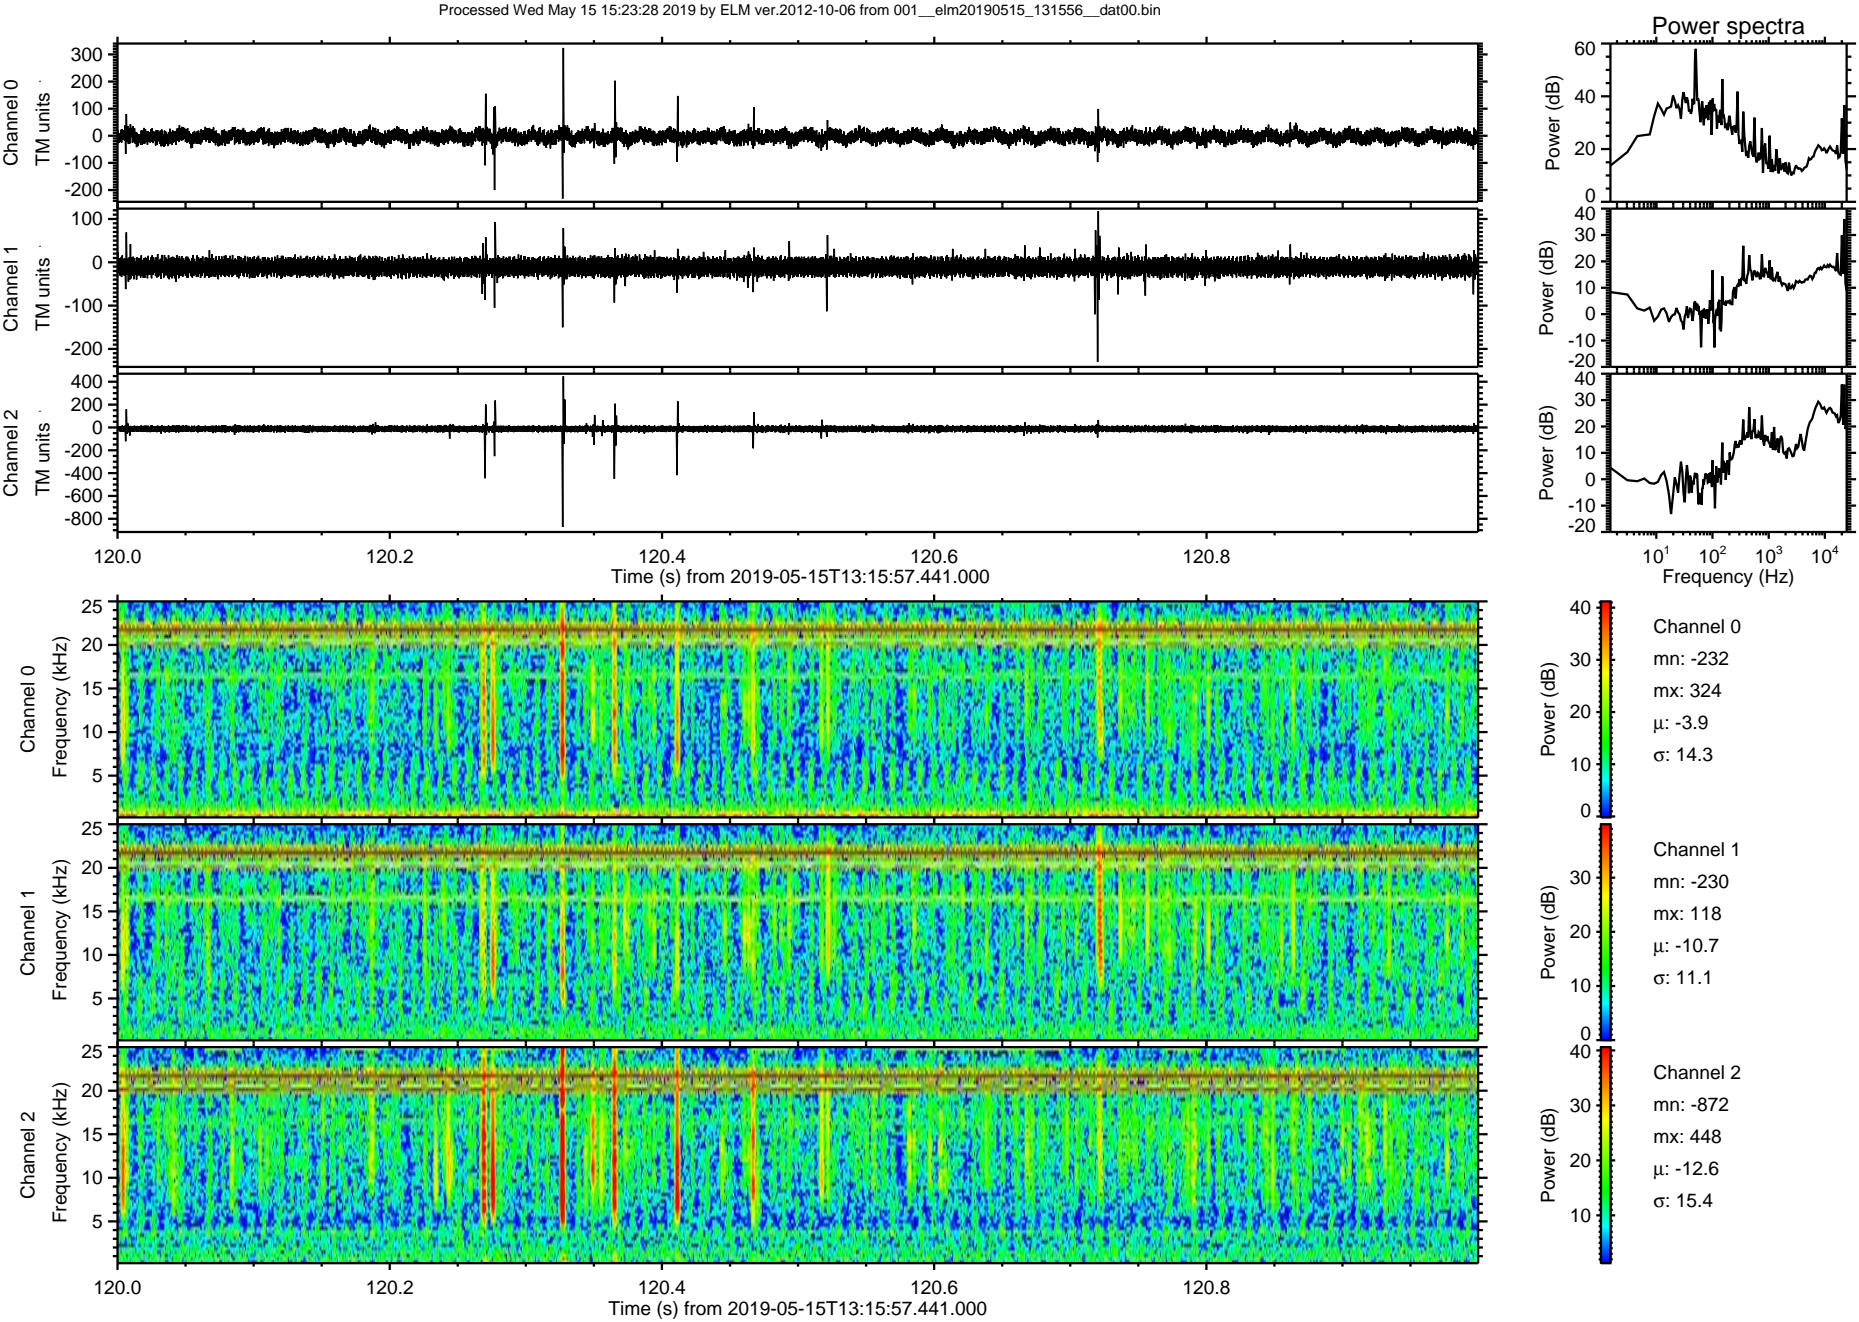 Processed Wed May 15 15:23:28 2019 by ELM ver.2012-10-06 from 001__elm20190515_131556__dat00.bin
Power spectra
Channel 0
TM units
300
200
100
0
-100
-200
Power (dB)
60
40
20
0
Channel 1
TM units
100
0
-100
-200
Power (dB)
40
30
20
10
0
-10
-20
Channel 2
TM units
400
200
0
-200
-400
-600
-800
Power (dB)
40
30
20
10
0
-10
-20
120.0 120.2 120.4 120.6 120.8
Time (s) from 2019-05-15T13:15:57.441.000
10^1 10^2 10^3 10^4
Frequency (Hz)
Channel 0
Frequency (kHz)
25
20
15
10
5
Power (dB)
40
30
20
10
0
Channel 0
mn: -232
mx: 324
μ: -3.9
σ: 14.3
Channel 1
Frequency (kHz)
25
20
15
10
5
Power (dB)
30
20
10
0
Channel 1
mn: -230
mx: 118
μ: -10.7
σ: 11.1
Channel 2
Frequency (kHz)
25
20
15
10
5
Power (dB)
40
30
20
10
Channel 2
mn: -872
mx: 448
μ: -12.6
σ: 15.4
120.0 120.2 120.4 120.6 120.8
Time (s) from 2019-05-15T13:15:57.441.000